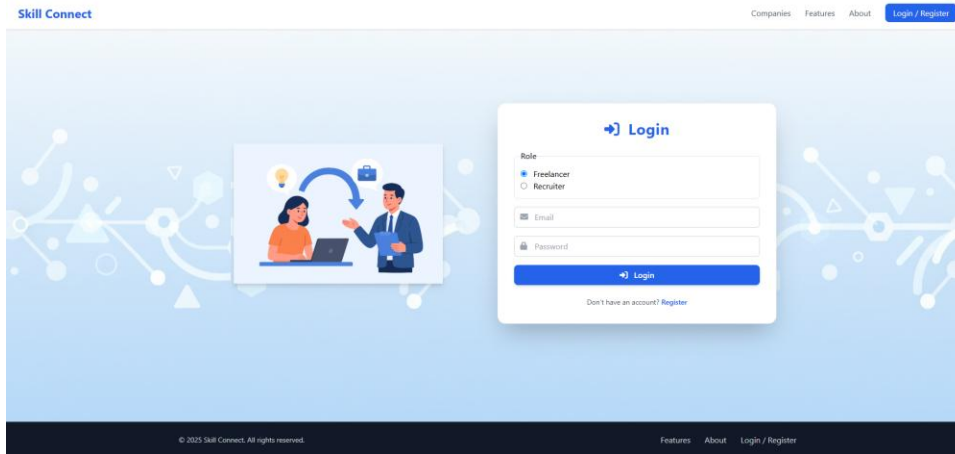 Skill Connect
Companies Features About Login / Register
Login
Role
Freelancer
Recruiter
Email
Password
Login
Don't have an account? Register
© 2025 Skill Connect. All rights reserved.
Features About Login / Register